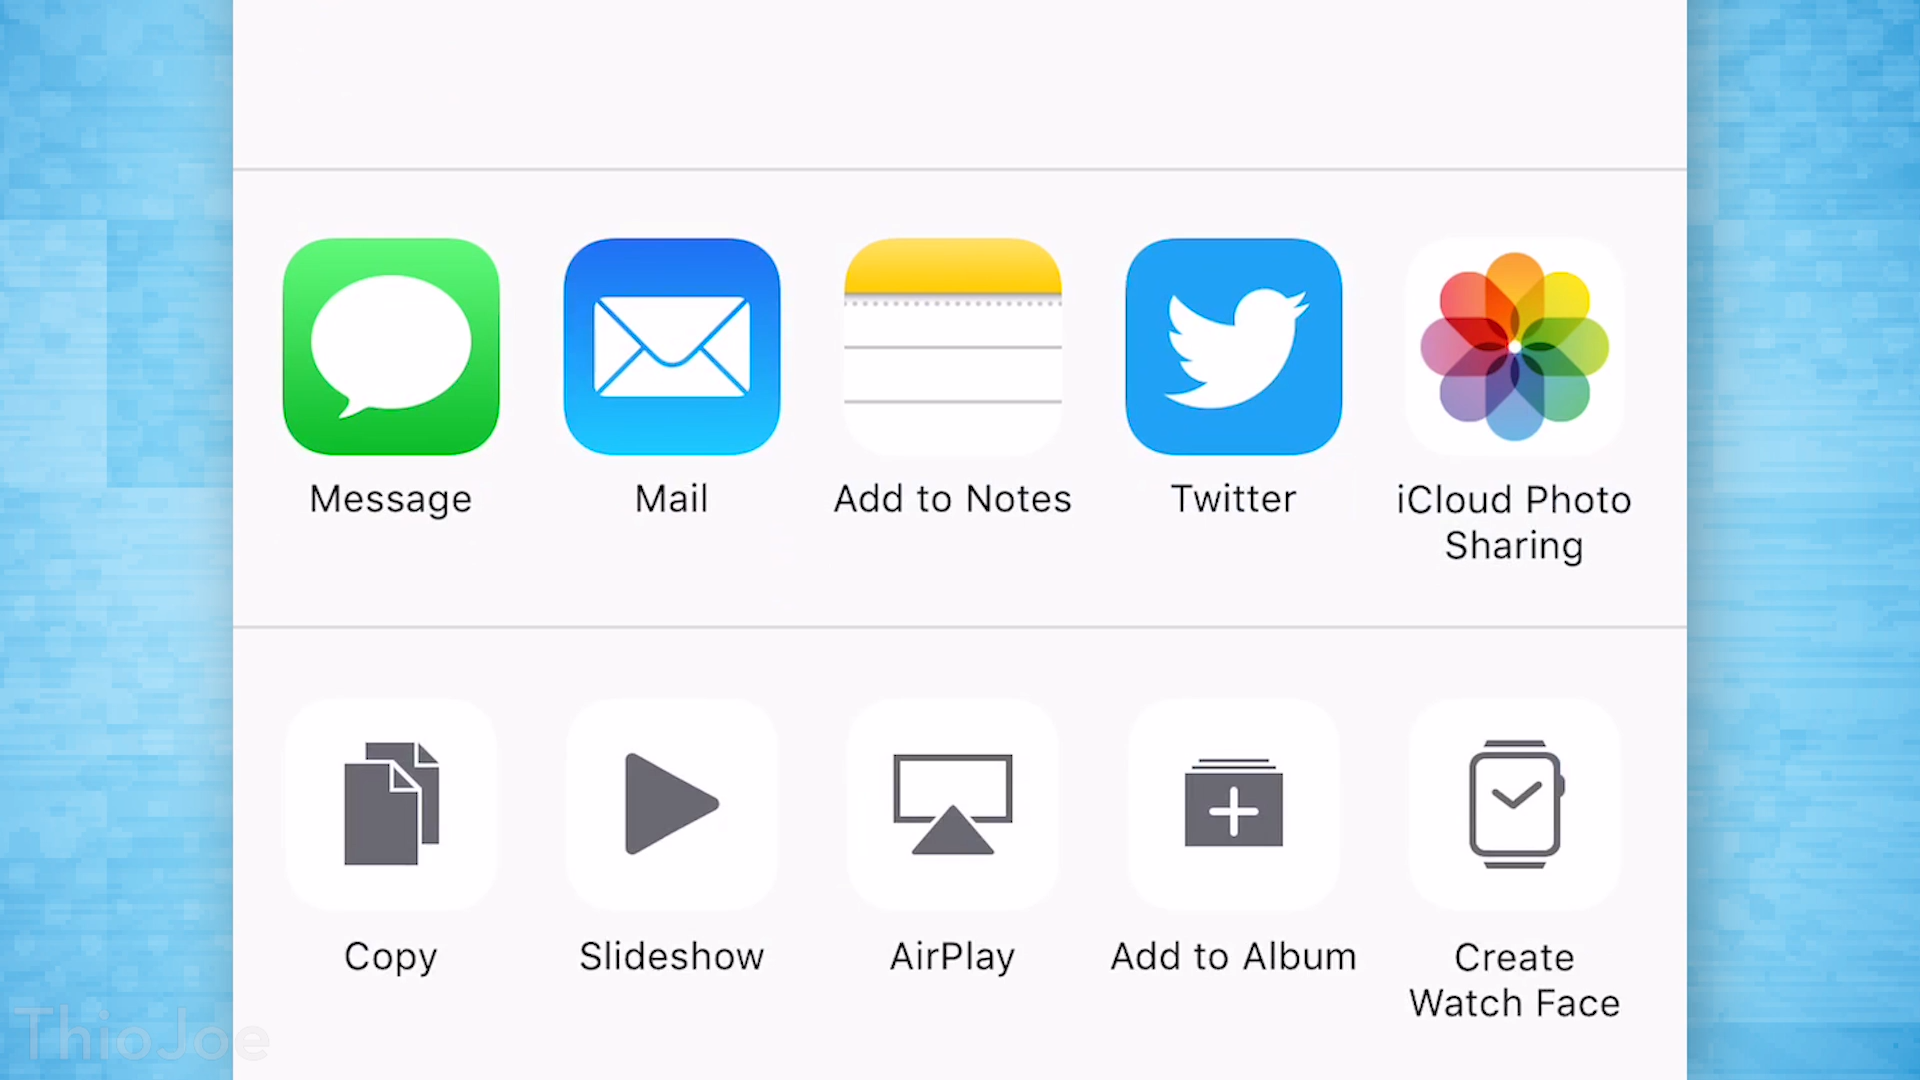 Message
Mail
Add to Notes
Twitter
iCloud Photo
Sharing
Copy
Slideshow
AirPlay
Add to Album
Create
Watch Face
ThioJoe